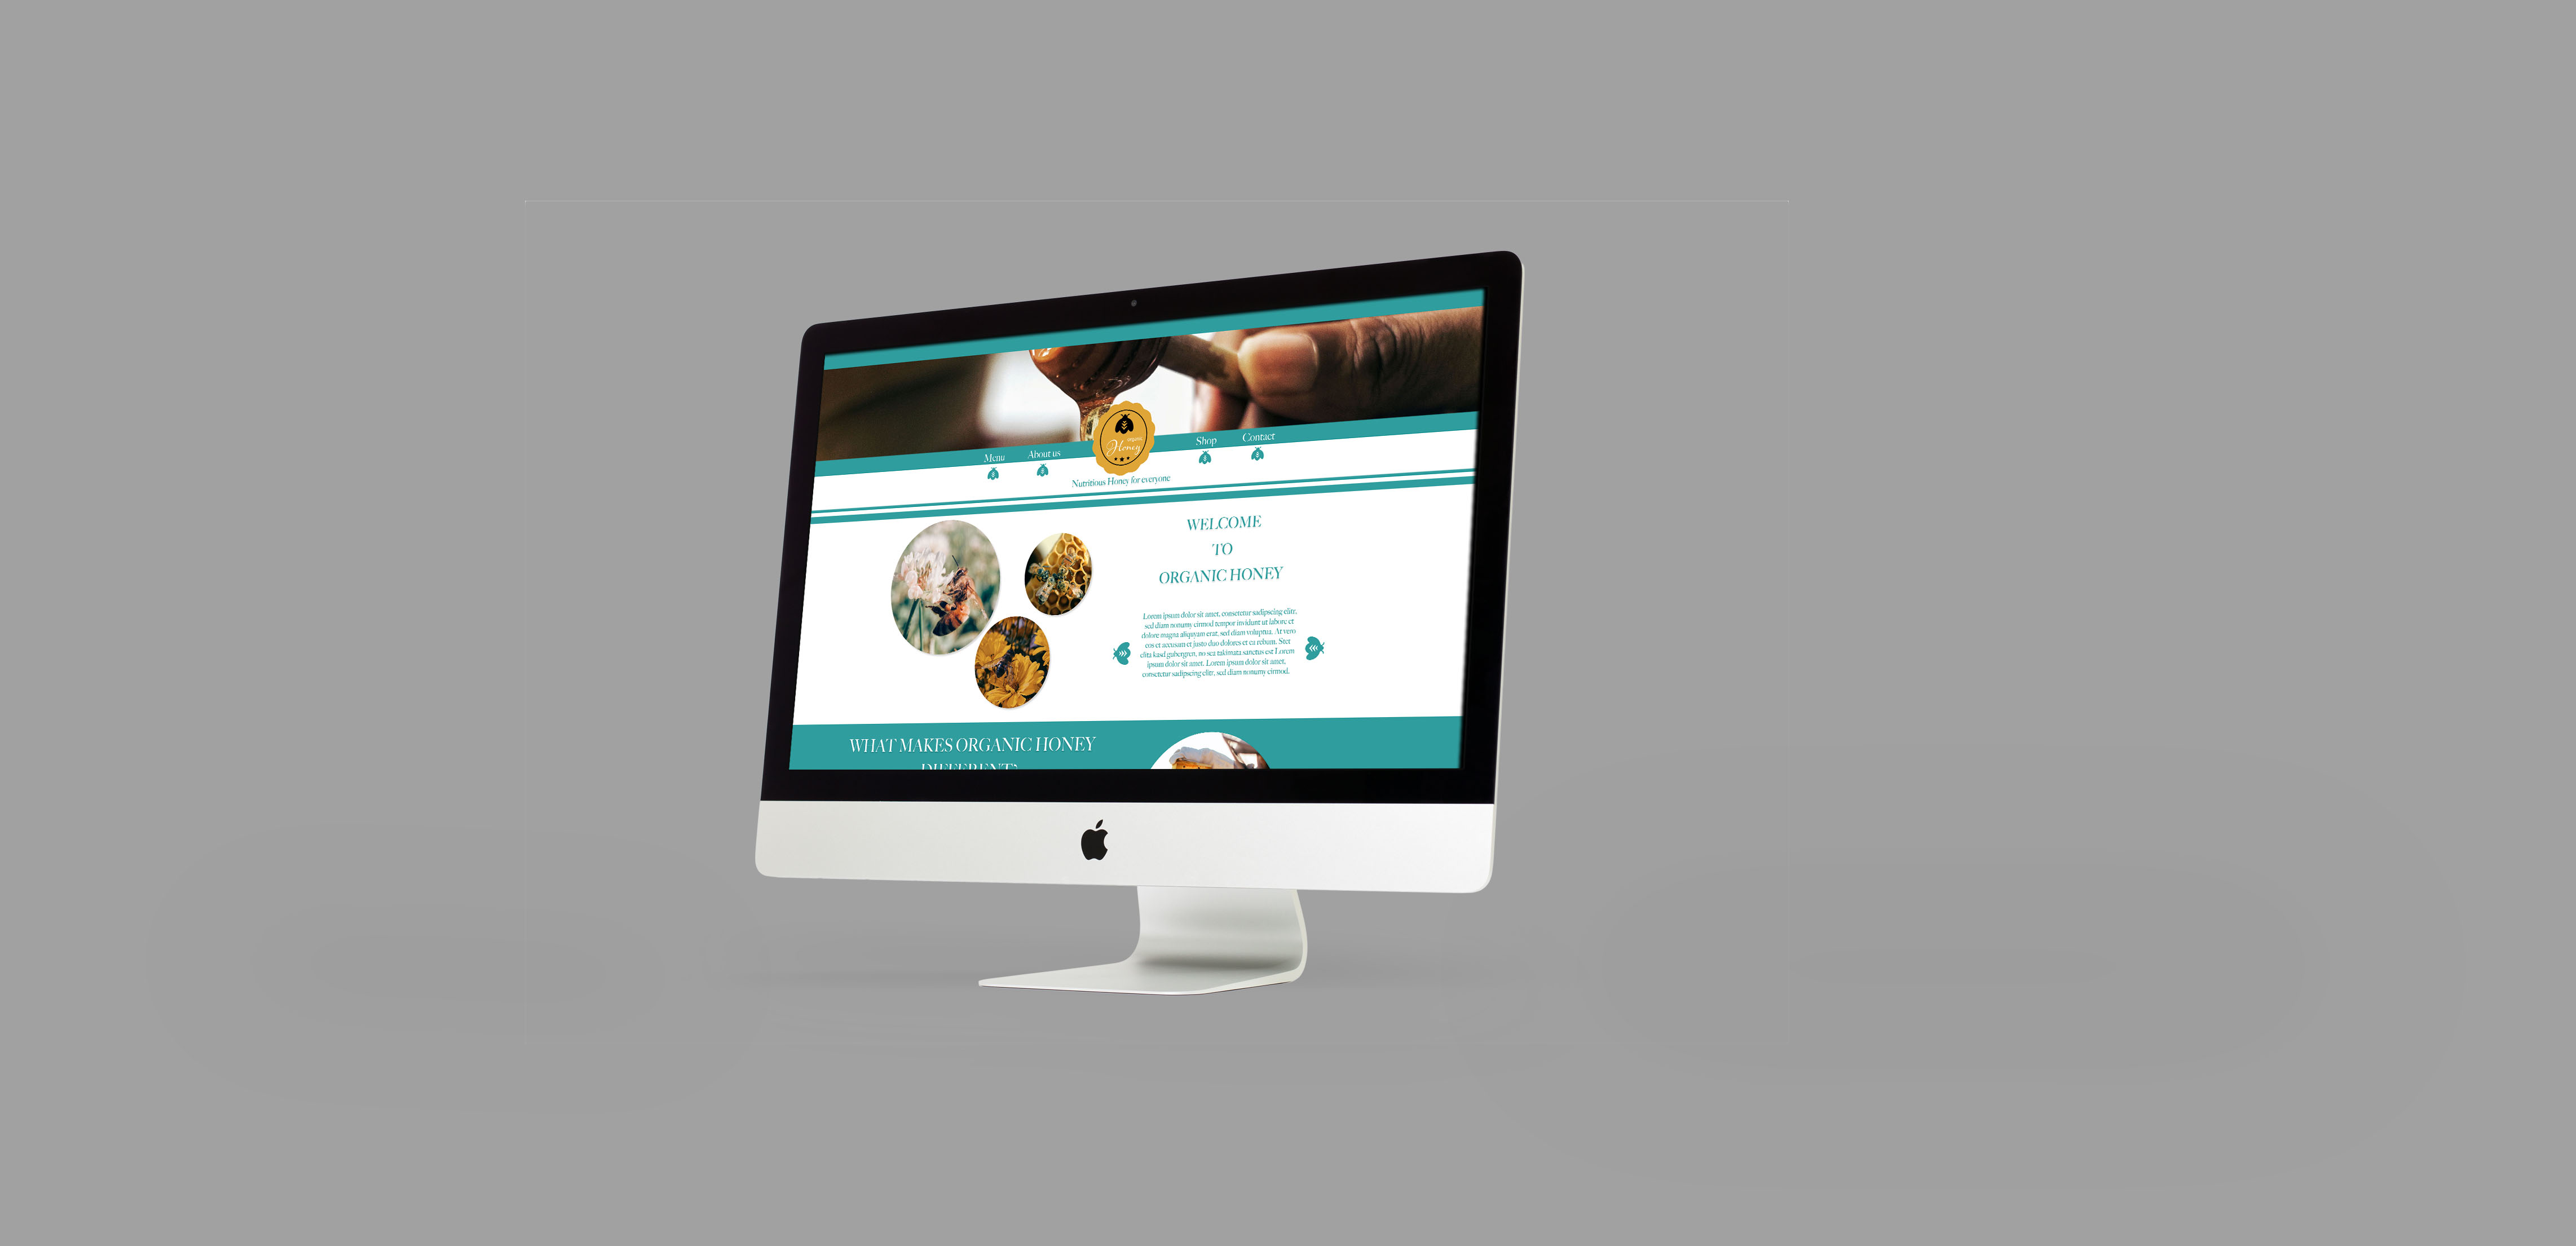 Menu
About us
organic
Honey
Shop
Contact
Nutritious Honey for everyone
WELCOME
TO
ORGANIC HONEY
Lorem ipsum dolor sit amet, consetetur sadipscing elitr,
sed diam nonumy eirmod tempor invidunt ut labore et
dolore magna aliquyam erat, sed diam voluptua. At vero
eos et accusam et justo duo dolores et ea rebum. Stet
clita kasd gubergren, no sea takimata sanctus est Lorem
ipsum dolor sit amet. Lorem ipsum dolor sit amet,
consetetur sadipscing elitr, sed diam nonumy eirmod.
WHAT MAKES ORGANIC HONEY
DIFFERENT?